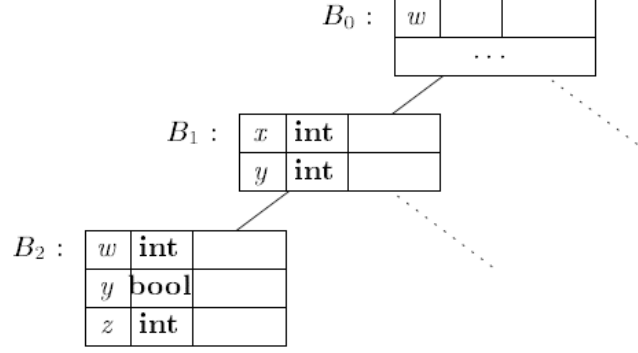 B₀ : w
...
B₁ : x int
y int
B₂ : w int
y bool
z int